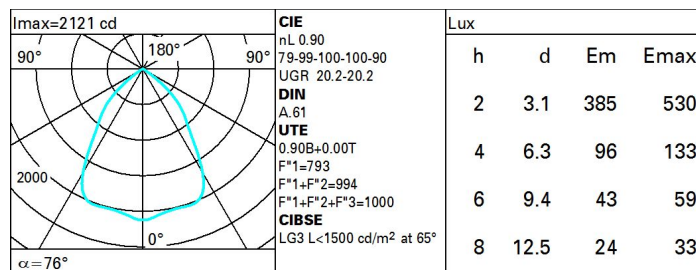 Imax=2121 cd
90° 180° 90°
2000
0°
α=76°
CIE
nL 0.90
79-99-100-100-90
UGR 20.2-20.2
DIN
A.61
UTE
0.90B+0.00T
F"1=793
F"1+F"2=994
F"1+F"2+F"3=1000
CIBSE
LG3 L<1500 cd/m² at 65°
Lux
h d Em Emax
2 3.1 385 530
4 6.3 96 133
6 9.4 43 59
8 12.5 24 33